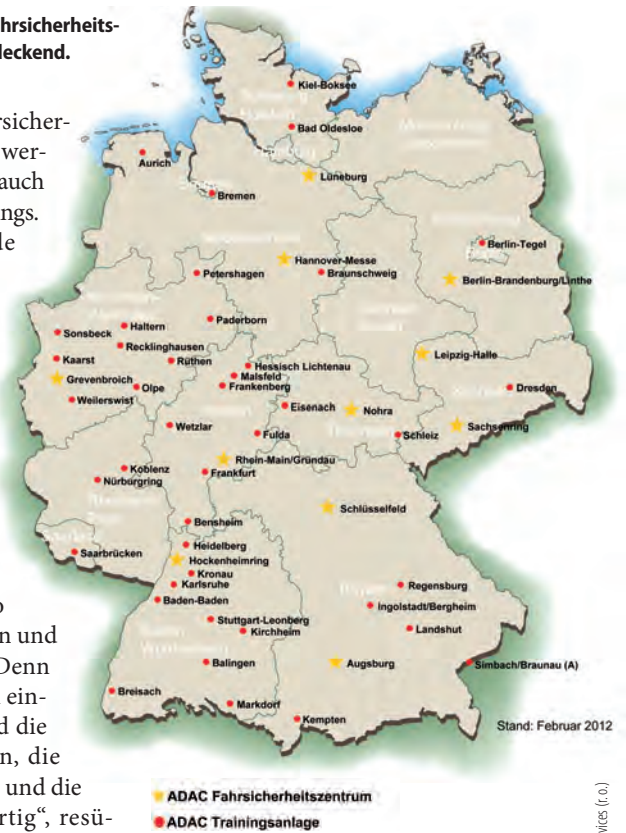 hrsicherheits-
deckend.
rsicher-
wer-
auch
ngs.
le
n und
Denn
ein-
d die
n, die
und die
rtig“, resü-
Kiel-Boksee
Bad Oldesloe
Aurich
Lüneburg
Bremen
Berlin-Tegel
Hannover-Messe
Petershagen
Braunschweig
Berlin-Brandenburg/Linthe
Paderborn
Haltern
Sonsbeck
Recklinghausen
Leipzig-Halle
Kaarst
Rüthen
Hessisch Lichtenau
Malsfeld
Grevenbroich
Olpe
Frankenberg
Dresden
Weilerswist
Eisenach
Nohra
Wetzlar
Fulda
Schleiz
Sachsenring
Rhein-Main/Gründau
Koblenz
Frankfurt
Nürburgring
Schlüsselfeld
Bensheim
Saarbrücken
Heidelberg
Hockenheimring
Kronau
Karlsruhe
Regensburg
Baden-Baden
Ingolstadt/Bergheim
Stuttgart-Leonberg
Kirchheim
Landshut
Balingen
Augsburg
Simbach/Braunau (A)
Breisach
Markdorf
Kempten
Stand: Februar 2012
ADAC Fahrsicherheitszentrum
ADAC Trainingsanlage
vices (r. o.)